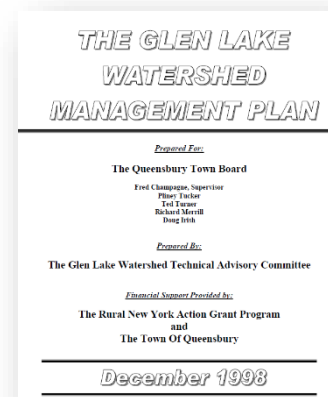 THE GLEN LAKE
WATERSHED
MANAGEMENT PLAN
Prepared For:
The Queensbury Town Board
Fred Champagne, Supervisor
Pliney Tucker
Ted Turner
Richard Merrill
Doug Irish
Prepared By:
The Glen Lake Watershed Technical Advisory Committee
Financial Support Provided by:
The Rural New York Action Grant Program
and
The Town Of Queensbury
December 1998